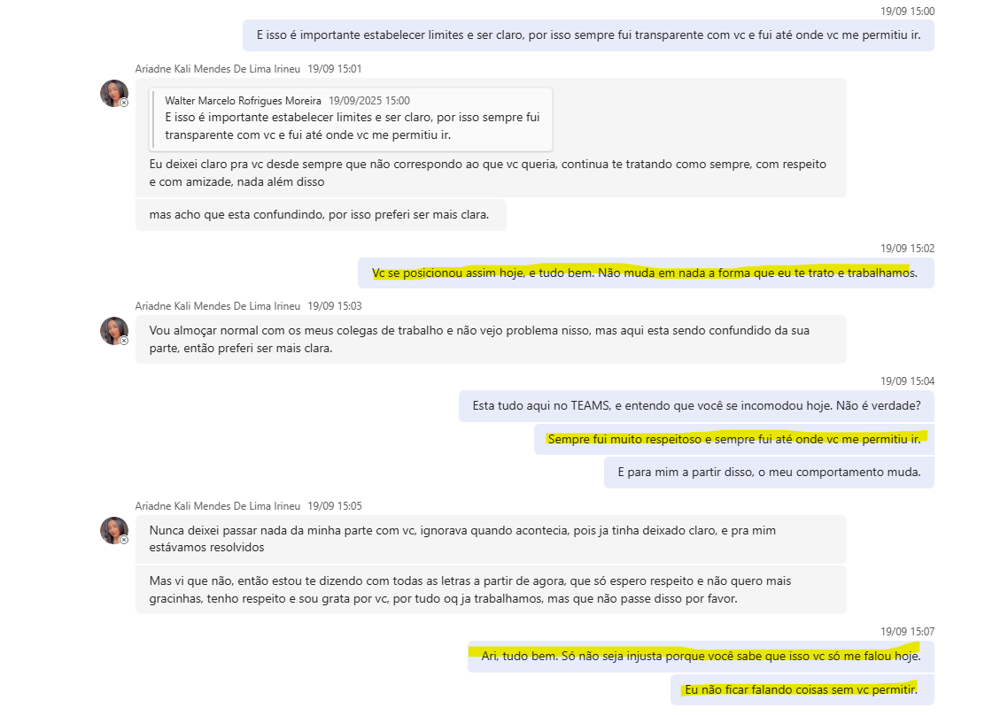 19/09 15:00
E isso é importante estabelecer limites e ser claro, por isso sempre fui transparente com vc e fui até onde vc me permitiu ir.
Ariadne Kali Mendes De Lima Irineu 19/09 15:01
Walter Marcelo Rofrigues Moreira 19/09/2025 15:00
E isso é importante estabelecer limites e ser claro, por isso sempre fui
transparente com vc e fui até onde vc me permitiu ir.
Eu deixei claro pra vc desde sempre que não correspondo ao que vc queria, continua te tratando como sempre, com respeito
e com amizade, nada além disso
mas acho que esta confundindo, por isso preferi ser mais clara.
19/09 15:02
Vc se posicionou assim hoje, e tudo bem. Não muda em nada a forma que eu te trato e trabalhamos.
Ariadne Kali Mendes De Lima Irineu 19/09 15:03
Vou almoçar normal com os meus colegas de trabalho e não vejo problema nisso, mas aqui esta sendo confundido da sua
parte, então preferi ser mais clara.
19/09 15:04
Esta tudo aqui no TEAMS, e entendo que você se incomodou hoje. Não é verdade?
Sempre fui muito respeitoso e sempre fui até onde vc me permitiu ir.
E para mim a partir disso, o meu comportamento muda.
Ariadne Kali Mendes De Lima Irineu 19/09 15:05
Nunca deixei passar nada da minha parte com vc, ignorava quando acontecia, pois ja tinha deixado claro, e pra mim
estávamos resolvidos
Mas vi que não, então estou te dizendo com todas as letras a partir de agora, que só espero respeito e não quero mais
gracinhas, tenho respeito e sou grata por vc, por tudo oq ja trabalhamos, mas que não passe disso por favor.
19/09 15:07
Ari, tudo bem. Só não seja injusta porque você sabe que isso vc só me falou hoje.
Eu não ficar falando coisas sem vc permitir.